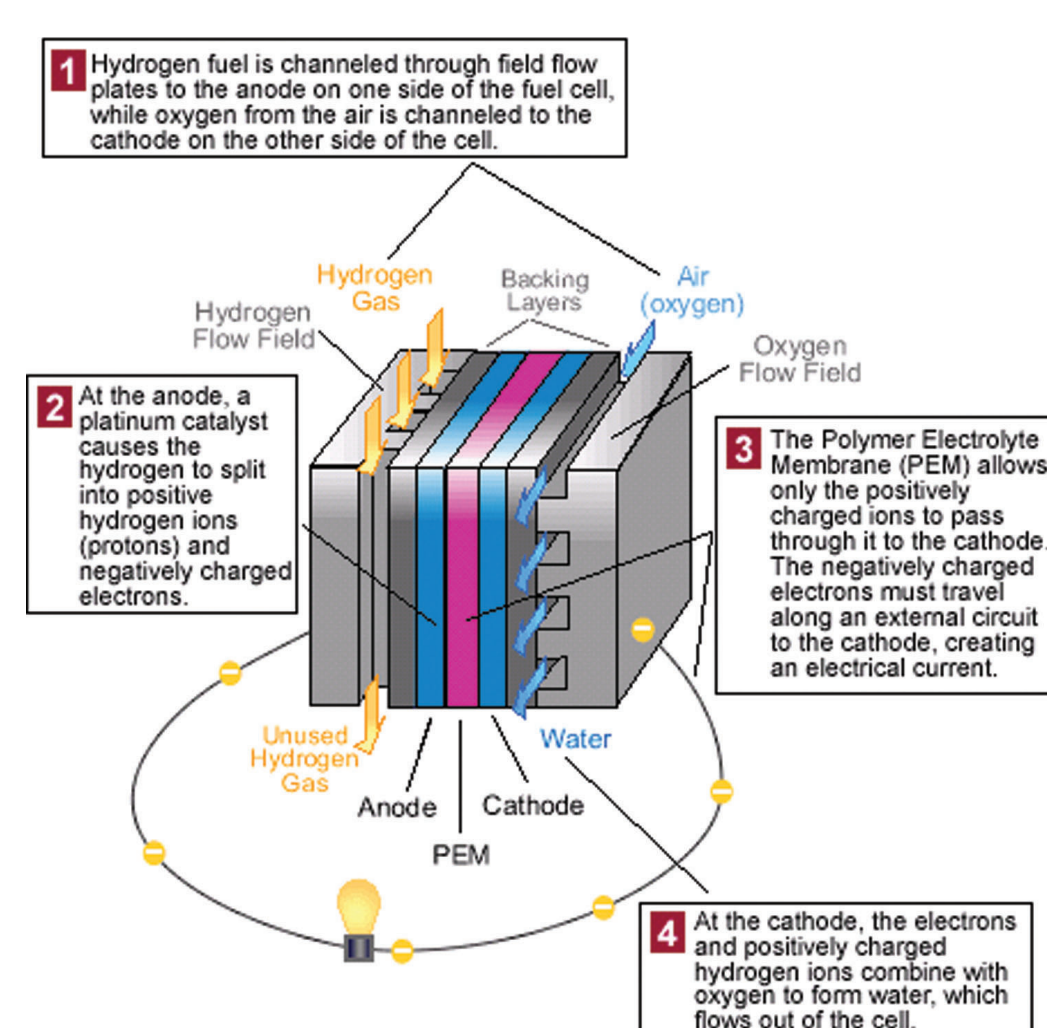 1
Hydrogen fuel is channeled through field flow
plates to the anode on one side of the fuel cell,
while oxygen from the air is channeled to the
cathode on the other side of the cell.
Hydrogen
Gas
Backing
Layers
Air
(oxygen)
Hydrogen
Flow Field
Oxygen
Flow Field
2
At the anode, a
platinum catalyst
causes the
hydrogen to split
into positive
hydrogen ions
(protons) and
negatively charged
electrons.
3
The Polymer Electrolyte
Membrane (PEM) allows
only the positively
charged ions to pass
through it to the cathode.
The negatively charged
electrons must travel
along an external circuit
to the cathode, creating
an electrical current.
Unused
Hydrogen
Gas
Water
Anode
Cathode
PEM
4
At the cathode, the electrons
and positively charged
hydrogen ions combine with
oxygen to form water, which
flows out of the cell.